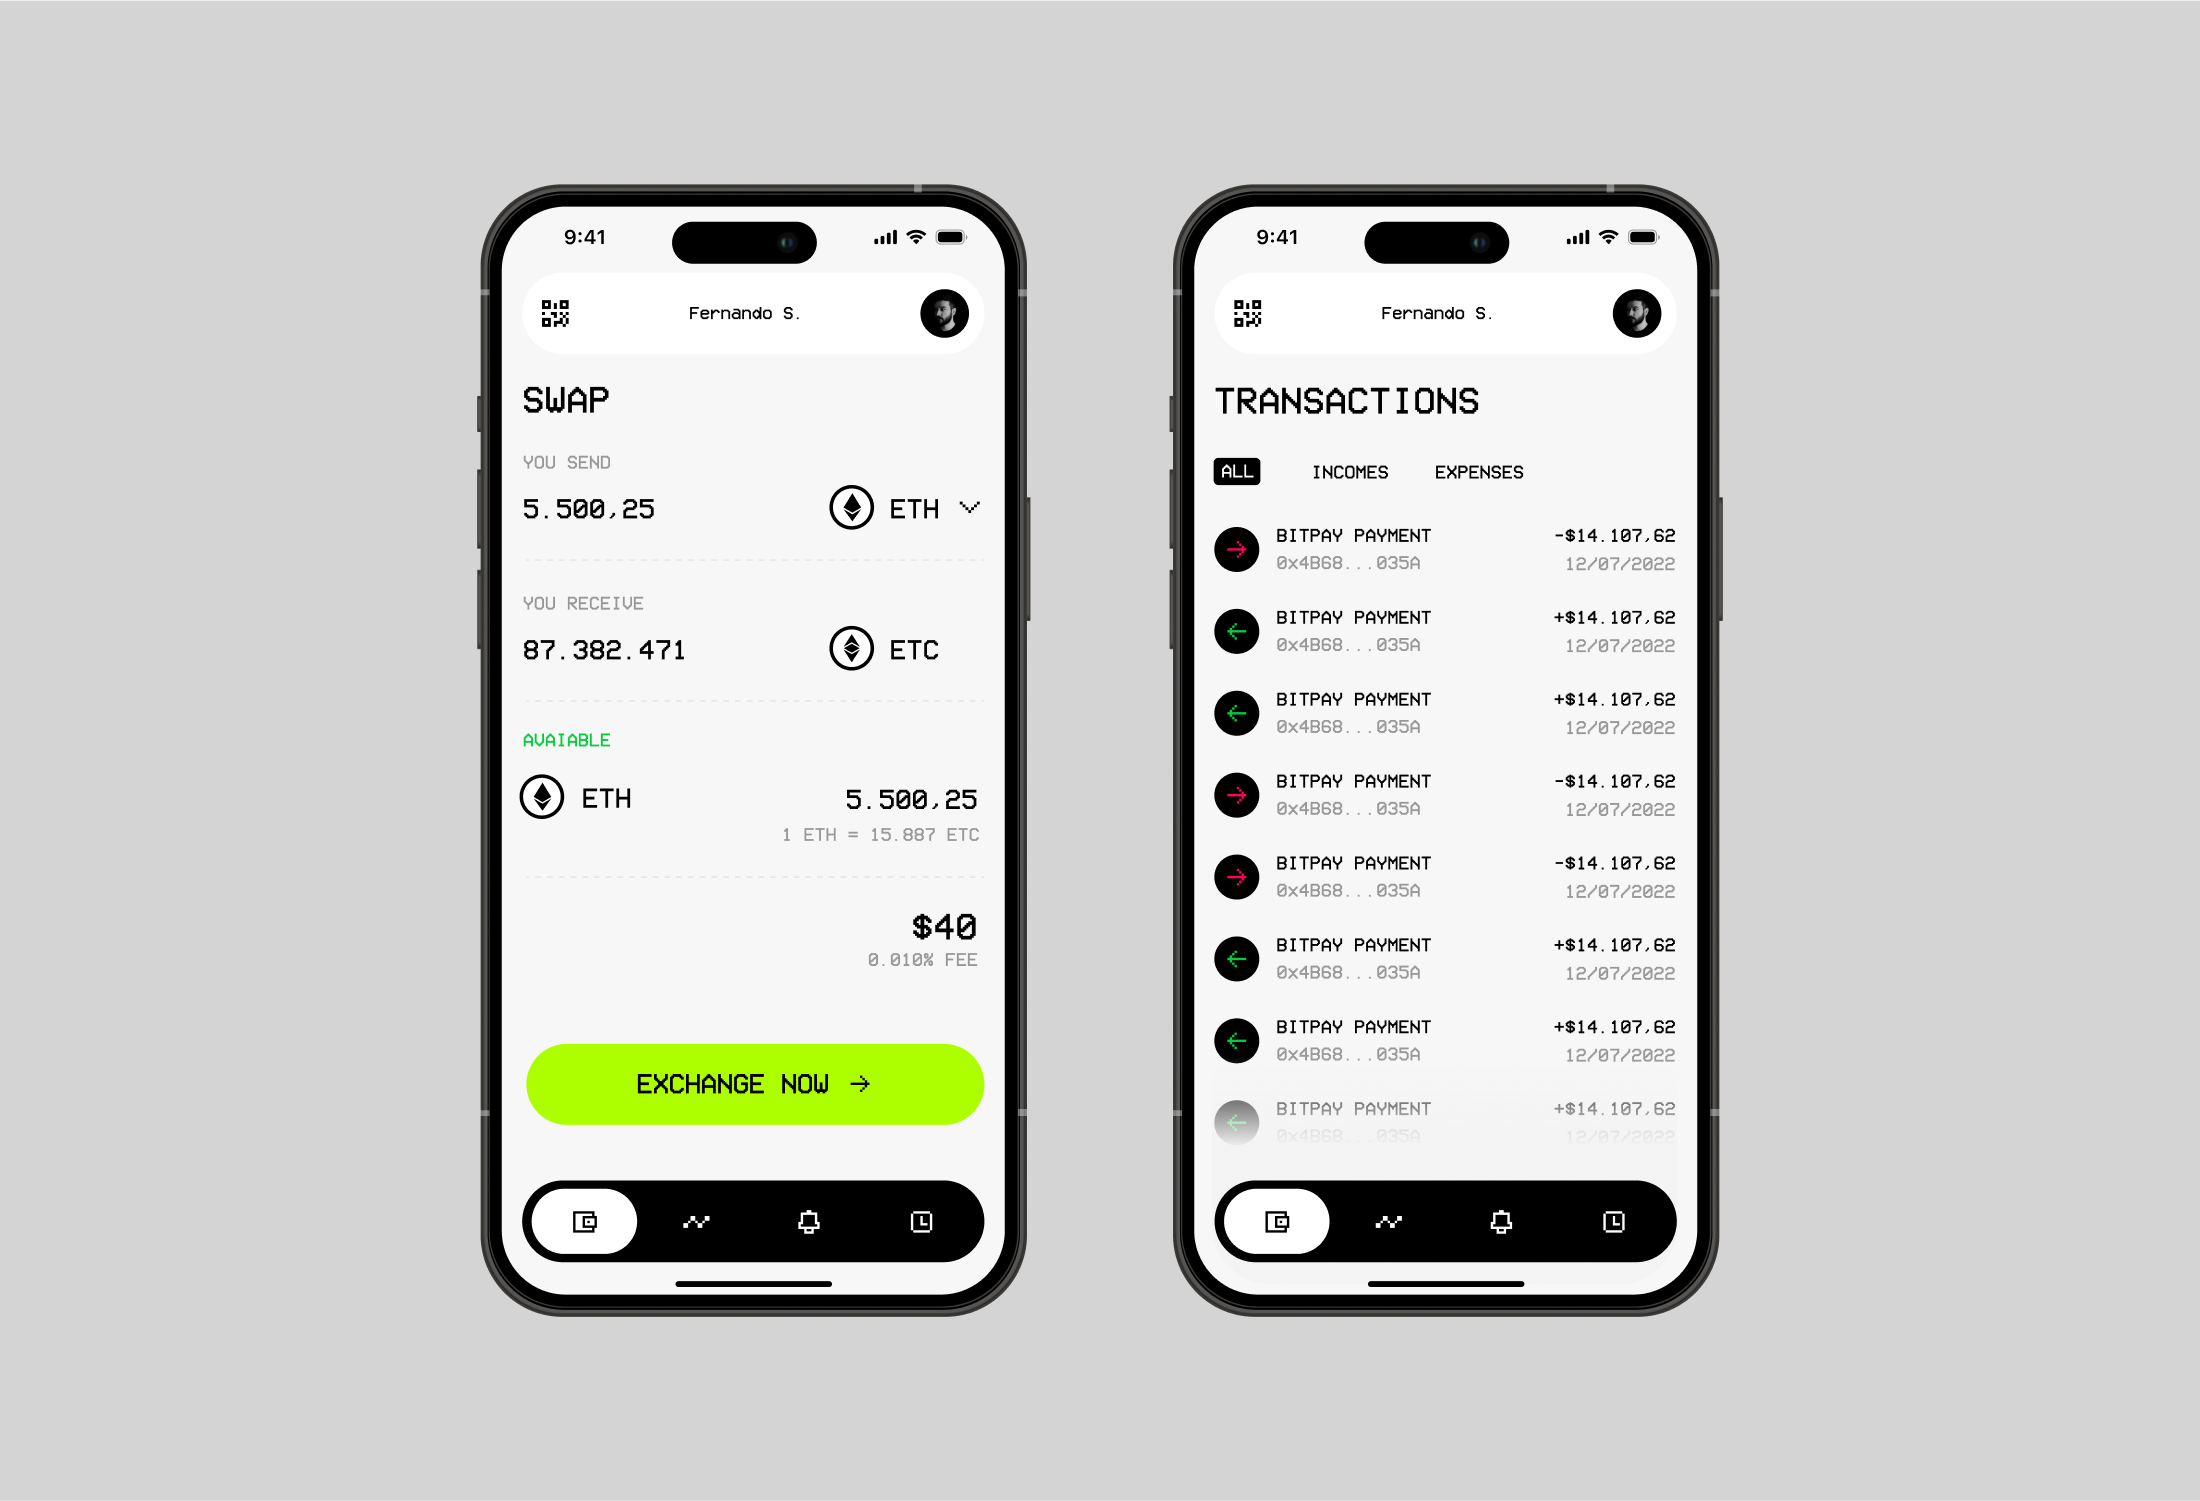 9:41
Fernando S.
SWAP
YOU SEND
5.500,25 ETH
YOU RECEIVE
87.382.471 ETC
AVAIABLE
ETH 5.500,25
1 ETH = 15.887 ETC
$40
0.010% FEE
EXCHANGE NOW →
9:41
Fernando S.
TRANSACTIONS
ALL INCOMES EXPENSES
BITPAY PAYMENT -$14.107,62
0x4B68...035A 12/07/2022
BITPAY PAYMENT +$14.107,62
0x4B68...035A 12/07/2022
BITPAY PAYMENT +$14.107,62
0x4B68...035A 12/07/2022
BITPAY PAYMENT -$14.107,62
0x4B68...035A 12/07/2022
BITPAY PAYMENT -$14.107,62
0x4B68...035A 12/07/2022
BITPAY PAYMENT +$14.107,62
0x4B68...035A 12/07/2022
BITPAY PAYMENT +$14.107,62
0x4B68...035A 12/07/2022
BITPAY PAYMENT +$14.107,62
0x4B68...035A 12/07/2022